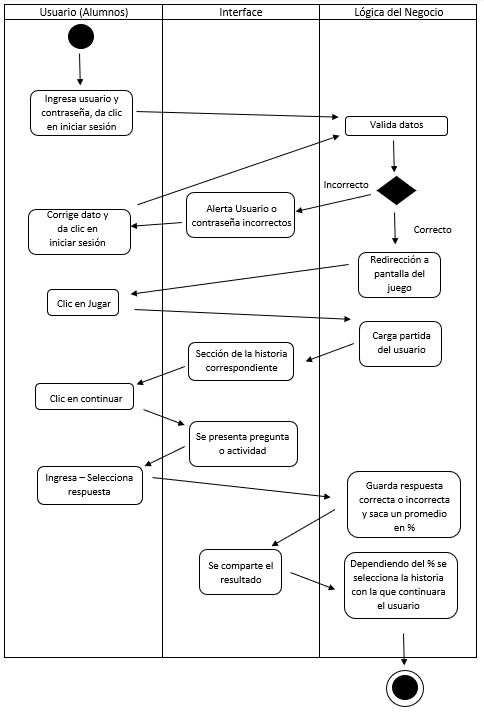 Usuario (Alumnos)
Interface
Lógica del Negocio
Ingresa usuario y
contraseña, da clic
en iniciar sesión
Valida datos
Incorrecto
Alerta Usuario o
contraseña incorrectos
Corrige dato y
da clic en
iniciar sesión
Correcto
Redirección a
pantalla del
juego
Clic en Jugar
Carga partida
del usuario
Sección de la historia
correspondiente
Clic en continuar
Se presenta pregunta
o actividad
Ingresa – Selecciona
respuesta
Guarda respuesta
correcta o incorrecta
y saca un promedio
en %
Se comparte el
resultado
Dependiendo del % se
selecciona la historia
con la que continuara
el usuario